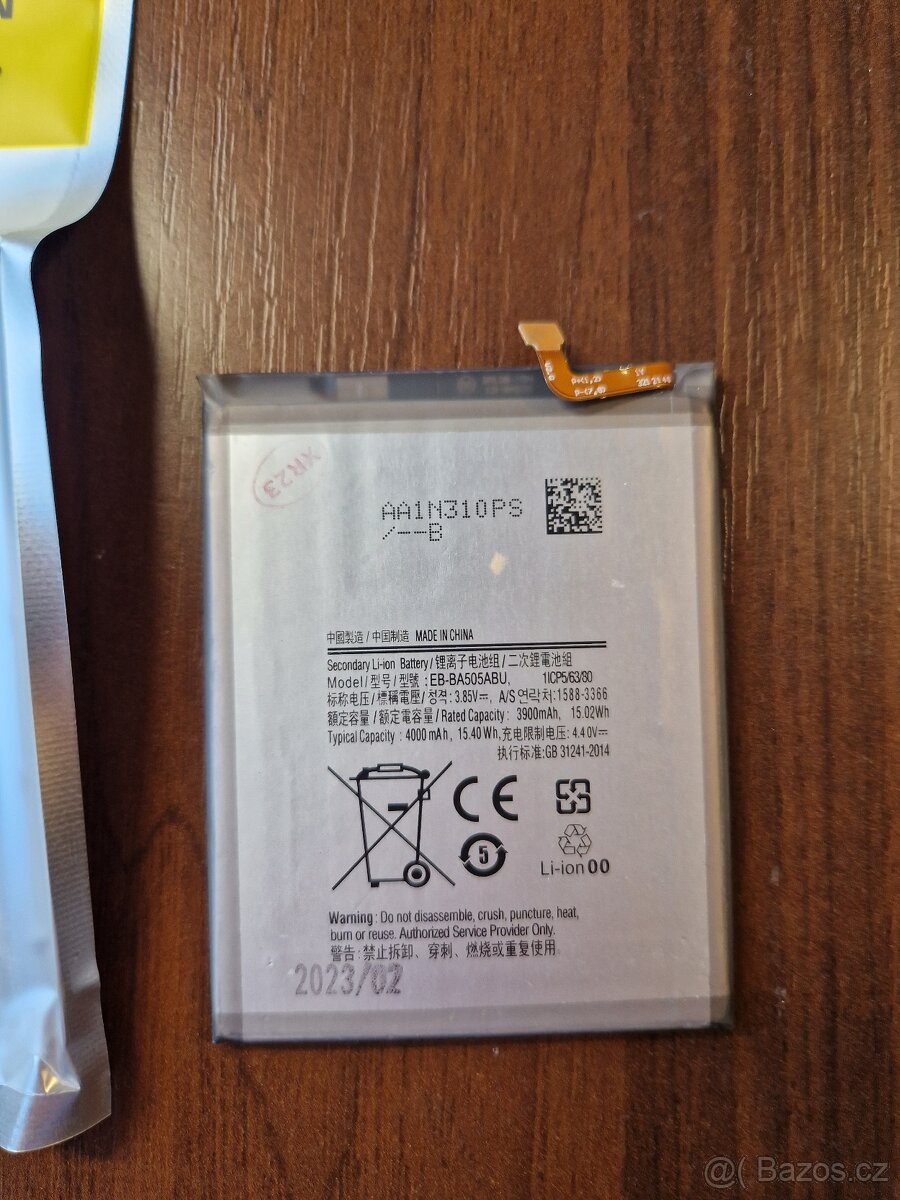 N
XR23
AA1N310PS
/--B
中國製造 / 中国制造 MADE IN CHINA
Secondary Li-ion Battery / 锂离子电池组 / 二次鋰電池組
Model / 型号 / 型號 : EB-BA505ABU, 1ICP5/63/80
标称电压 / 標稱電壓 / 정격 : 3.85V⎓, A/S 연락처:1588-3366
額定容量 / 额定電容量 / Rated Capacity : 3900mAh, 15.02Wh
Typical Capacity : 4000 mAh, 15.40 Wh,充电限制电压: 4.40V⎓
执行标准:GB 31241-2014
CE
5
Li-ion 00
Warning : Do not disassemble, crush, puncture, heat,
burn or reuse. Authorized Service Provider Only.
警告: 禁止拆卸、穿刺、燃烧或重复使用.
2023/02
@( Bazos.cz